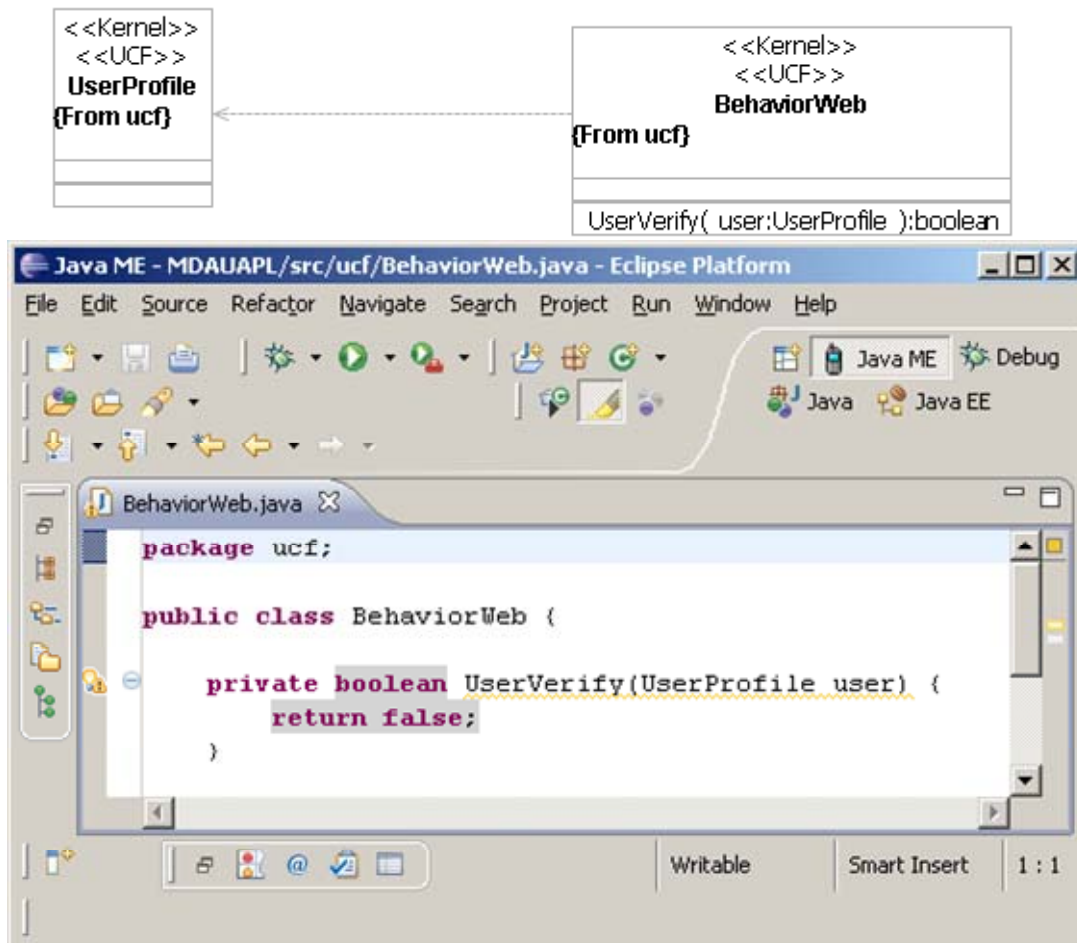 <<Kernel>>
<<UCF>>
UserProfile
{From ucf}
<<Kernel>>
<<UCF>>
BehaviorWeb
{From ucf}
UserVerify( user:UserProfile ):boolean
Java ME - MDAUAPL/src/ucf/BehaviorWeb.java - Eclipse Platform
File Edit Source Refactor Navigate Search Project Run Window Help
Java ME Debug
Java Java EE
BehaviorWeb.java
package ucf;
public class BehaviorWeb {
private boolean UserVerify(UserProfile user) {
return false;
}
Writable Smart Insert 1 : 1